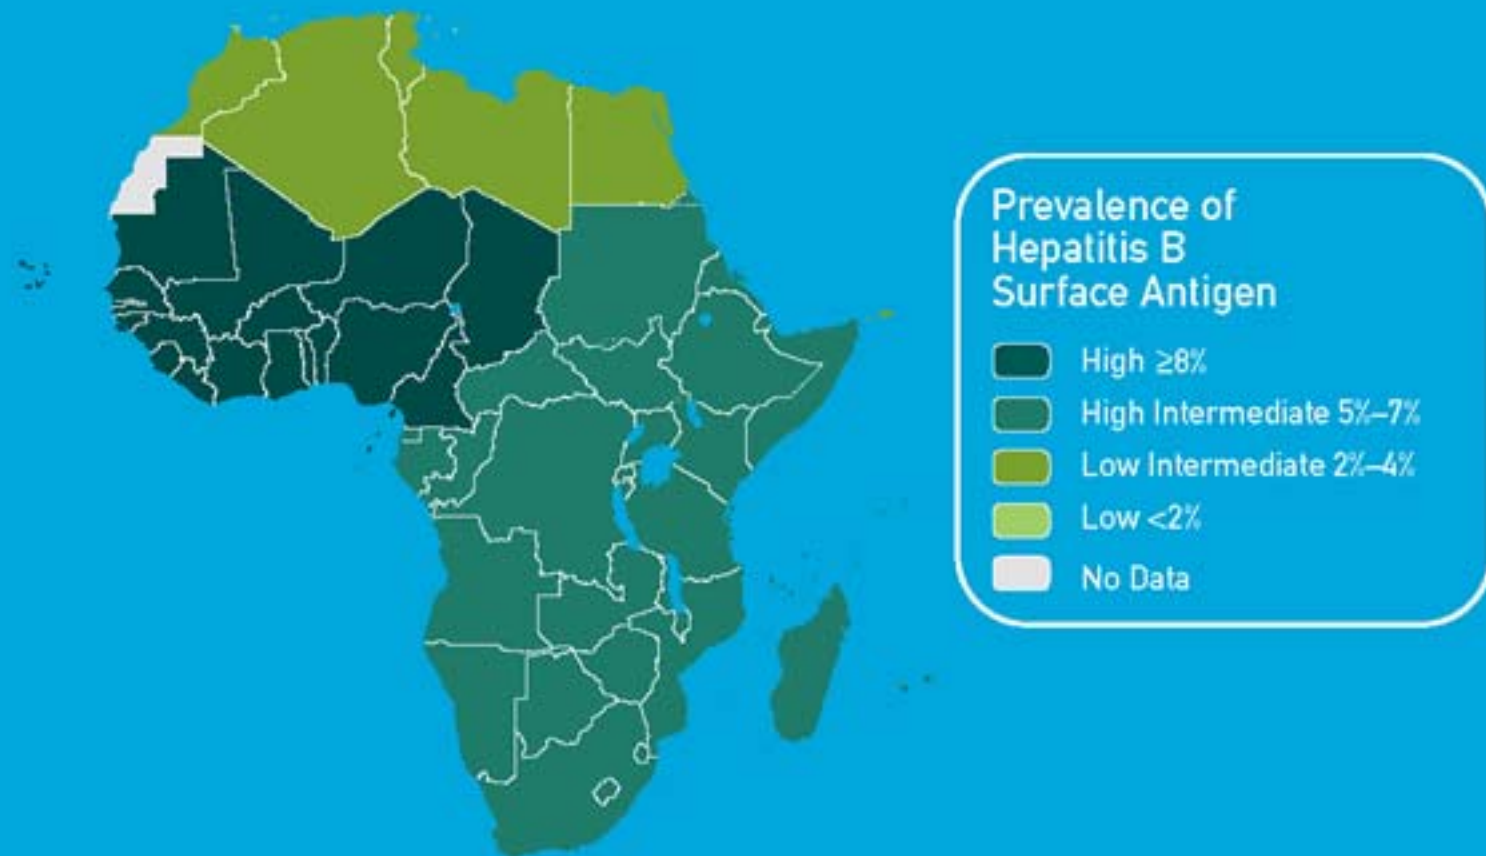 Prevalence of
Hepatitis B
Surface Antigen
High ≥8%
High Intermediate 5%–7%
Low Intermediate 2%–4%
Low <2%
No Data